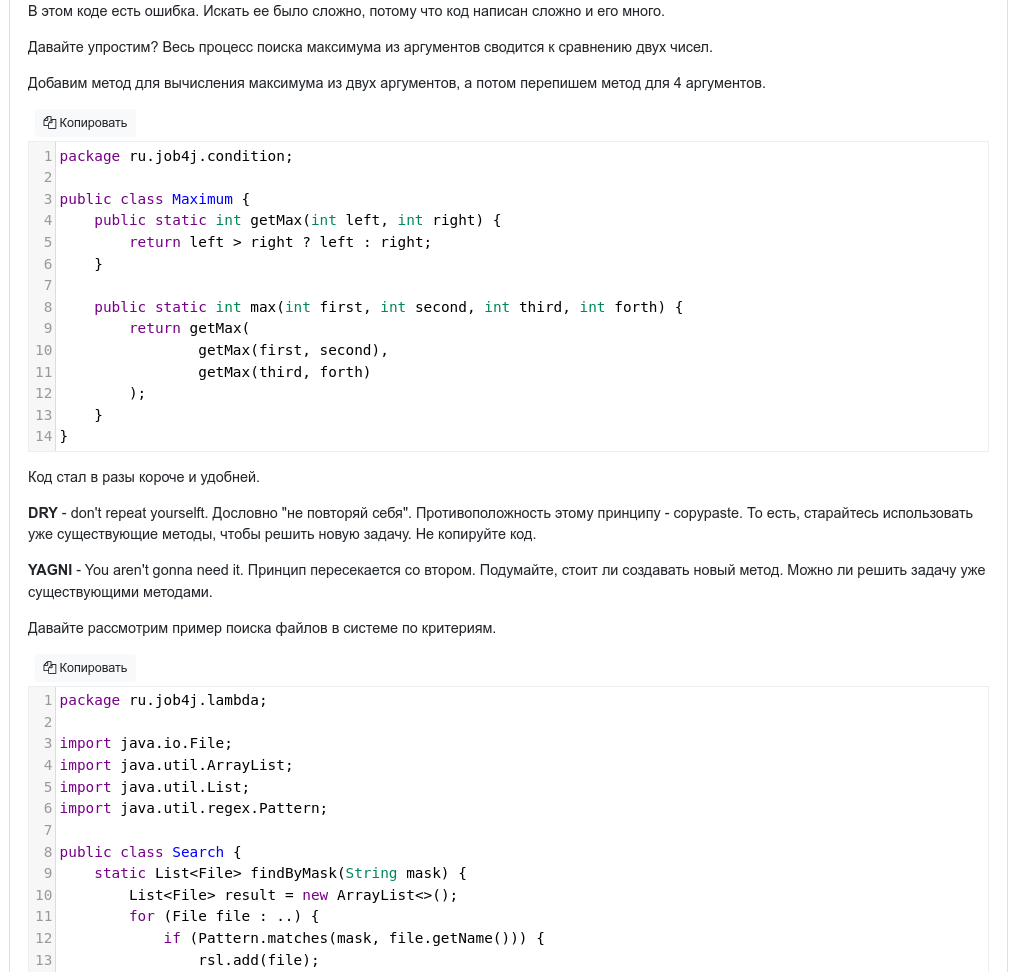 В этом коде есть ошибка. Искать ее было сложно, потому что код написан сложно и его много.
Давайте упростим? Весь процесс поиска максимума из аргументов сводится к сравнению двух чисел.
Добавим метод для вычисления максимума из двух аргументов, а потом перепишем метод для 4 аргументов.
Копировать
1 package ru.job4j.condition;
2
3 public class Maximum {
4     public static int getMax(int left, int right) {
5         return left > right ? left : right;
6     }
7
8     public static int max(int first, int second, int third, int forth) {
9         return getMax(
10                 getMax(first, second),
11                 getMax(third, forth)
12         );
13     }
14 }
Код стал в разы короче и удобней.
DRY - don't repeat yourselft. Дословно "не повторяй себя". Противоположность этому принципу - copypaste. То есть, старайтесь использовать
уже существующие методы, чтобы решить новую задачу. Не копируйте код.
YAGNI - You aren't gonna need it. Принцип пересекается со втором. Подумайте, стоит ли создавать новый метод. Можно ли решить задачу уже
существующими методами.
Давайте рассмотрим пример поиска файлов в системе по критериям.
Копировать
1 package ru.job4j.lambda;
2
3 import java.io.File;
4 import java.util.ArrayList;
5 import java.util.List;
6 import java.util.regex.Pattern;
7
8 public class Search {
9     static List<File> findByMask(String mask) {
10         List<File> result = new ArrayList<>();
11         for (File file : ..) {
12             if (Pattern.matches(mask, file.getName())) {
13                 rsl.add(file);